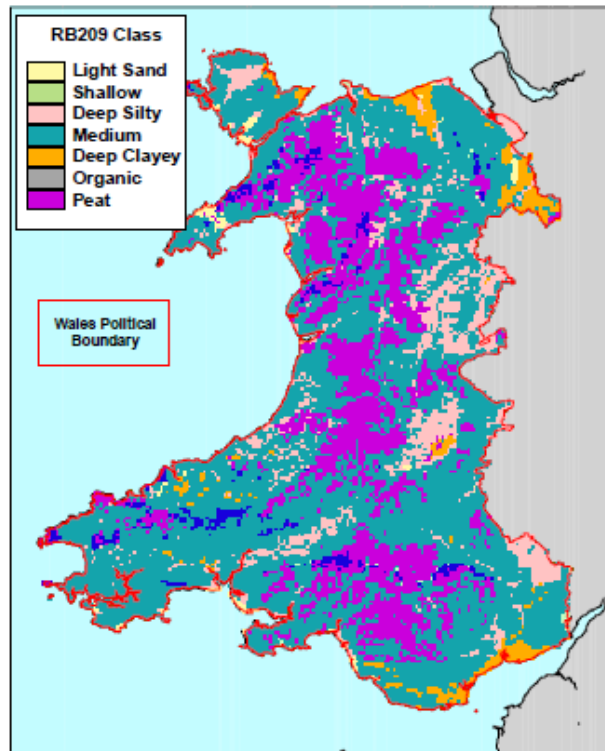 RB209 Class
Light Sand
Shallow
Deep Silty
Medium
Deep Clayey
Organic
Peat
Wales Political
Boundary